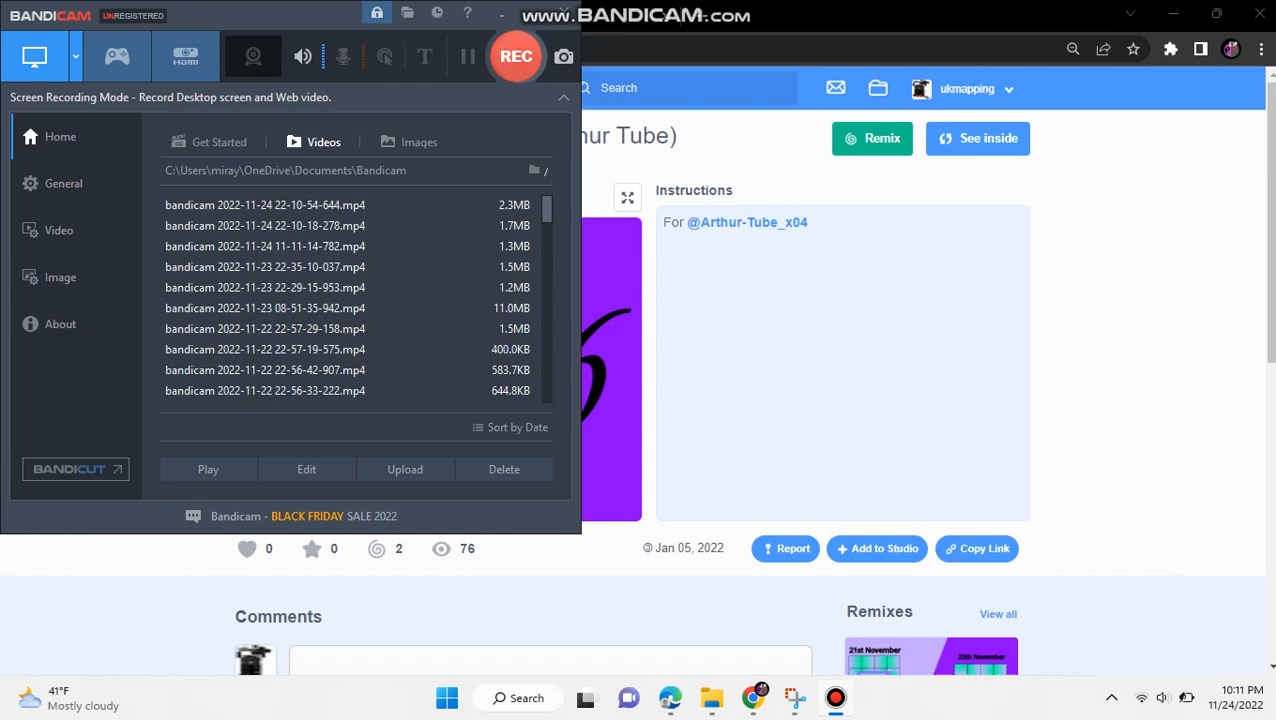 BANDICAM UNREGISTERED
www.BANDICAM.com
HDMI
REC
Screen Recording Mode - Record Desktop screen and Web video.
Home
General
Video
Image
About
BANDICUT
Get Started
Videos
Images
C:\Users\miray\OneDrive\Documents\Bandicam
bandicam 2022-11-24 22-10-54-644.mp4 2.3MB
bandicam 2022-11-24 22-10-18-278.mp4 1.7MB
bandicam 2022-11-24 11-11-14-782.mp4 1.3MB
bandicam 2022-11-23 22-35-10-037.mp4 1.5MB
bandicam 2022-11-23 22-29-15-953.mp4 1.2MB
bandicam 2022-11-23 08-51-35-942.mp4 11.0MB
bandicam 2022-11-22 22-57-29-158.mp4 1.5MB
bandicam 2022-11-22 22-57-19-575.mp4 400.0KB
bandicam 2022-11-22 22-56-42-907.mp4 583.7KB
bandicam 2022-11-22 22-56-33-222.mp4 644.8KB
Sort by Date
Play Edit Upload Delete
Bandicam - BLACK FRIDAY SALE 2022
Search
ukmapping
hur Tube)
Remix
See inside
Instructions
For @Arthur-Tube_x04
0 0 2 76
© Jan 05, 2022
Report
Add to Studio
Copy Link
Comments
Remixes
View all
21st November
23th November
41°F
Mostly cloudy
Search
10:11 PM
11/24/2022